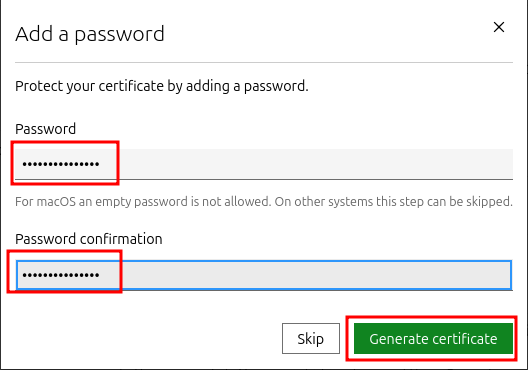 Add a password
Protect your certificate by adding a password.
Password
•••••••••••••••
For macOS an empty password is not allowed. On other systems this step can be skipped.
Password confirmation
•••••••••••••••
Skip
Generate certificate